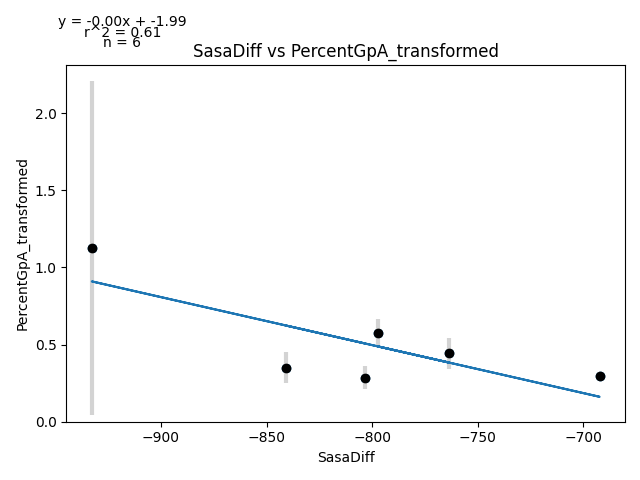 y = -0.00x + -1.99
r^2 = 0.61
n = 6
SasaDiff vs PercentGpA_transformed
PercentGpA_transformed
2.0
1.5
1.0
0.5
0.0
−900
−850
−800
−750
−700
SasaDiff